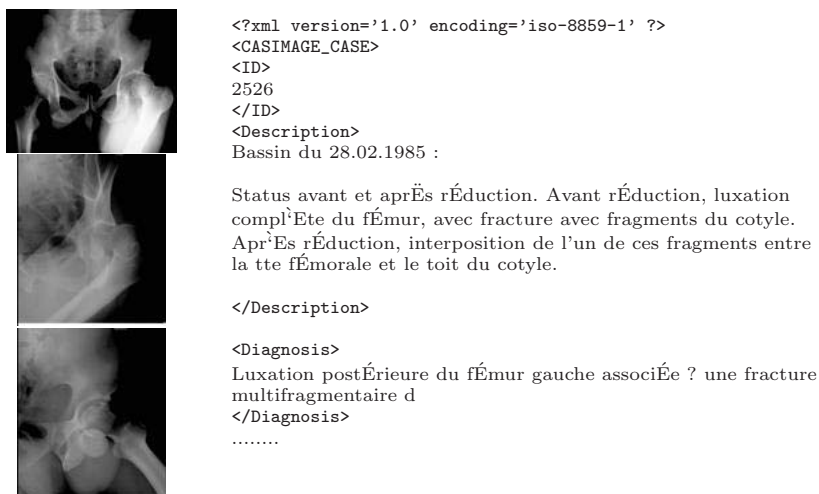 <?xml version='1.0' encoding='iso-8859-1' ?>
<CASIMAGE_CASE>
<ID>
2526
</ID>
<Description>
Bassin du 28.02.1985 :
Status avant et aprËs rÉduction. Avant rÉduction, luxation
compl`Ete du fÉmur, avec fracture avec fragments du cotyle.
Apr`Es rÉduction, interposition de l'un de ces fragments entre
la tte fÉmorale et le toit du cotyle.
</Description>
<Diagnosis>
Luxation postÉrieure du fÉmur gauche associÉe ? une fracture
multifragmentaire d
</Diagnosis>
........